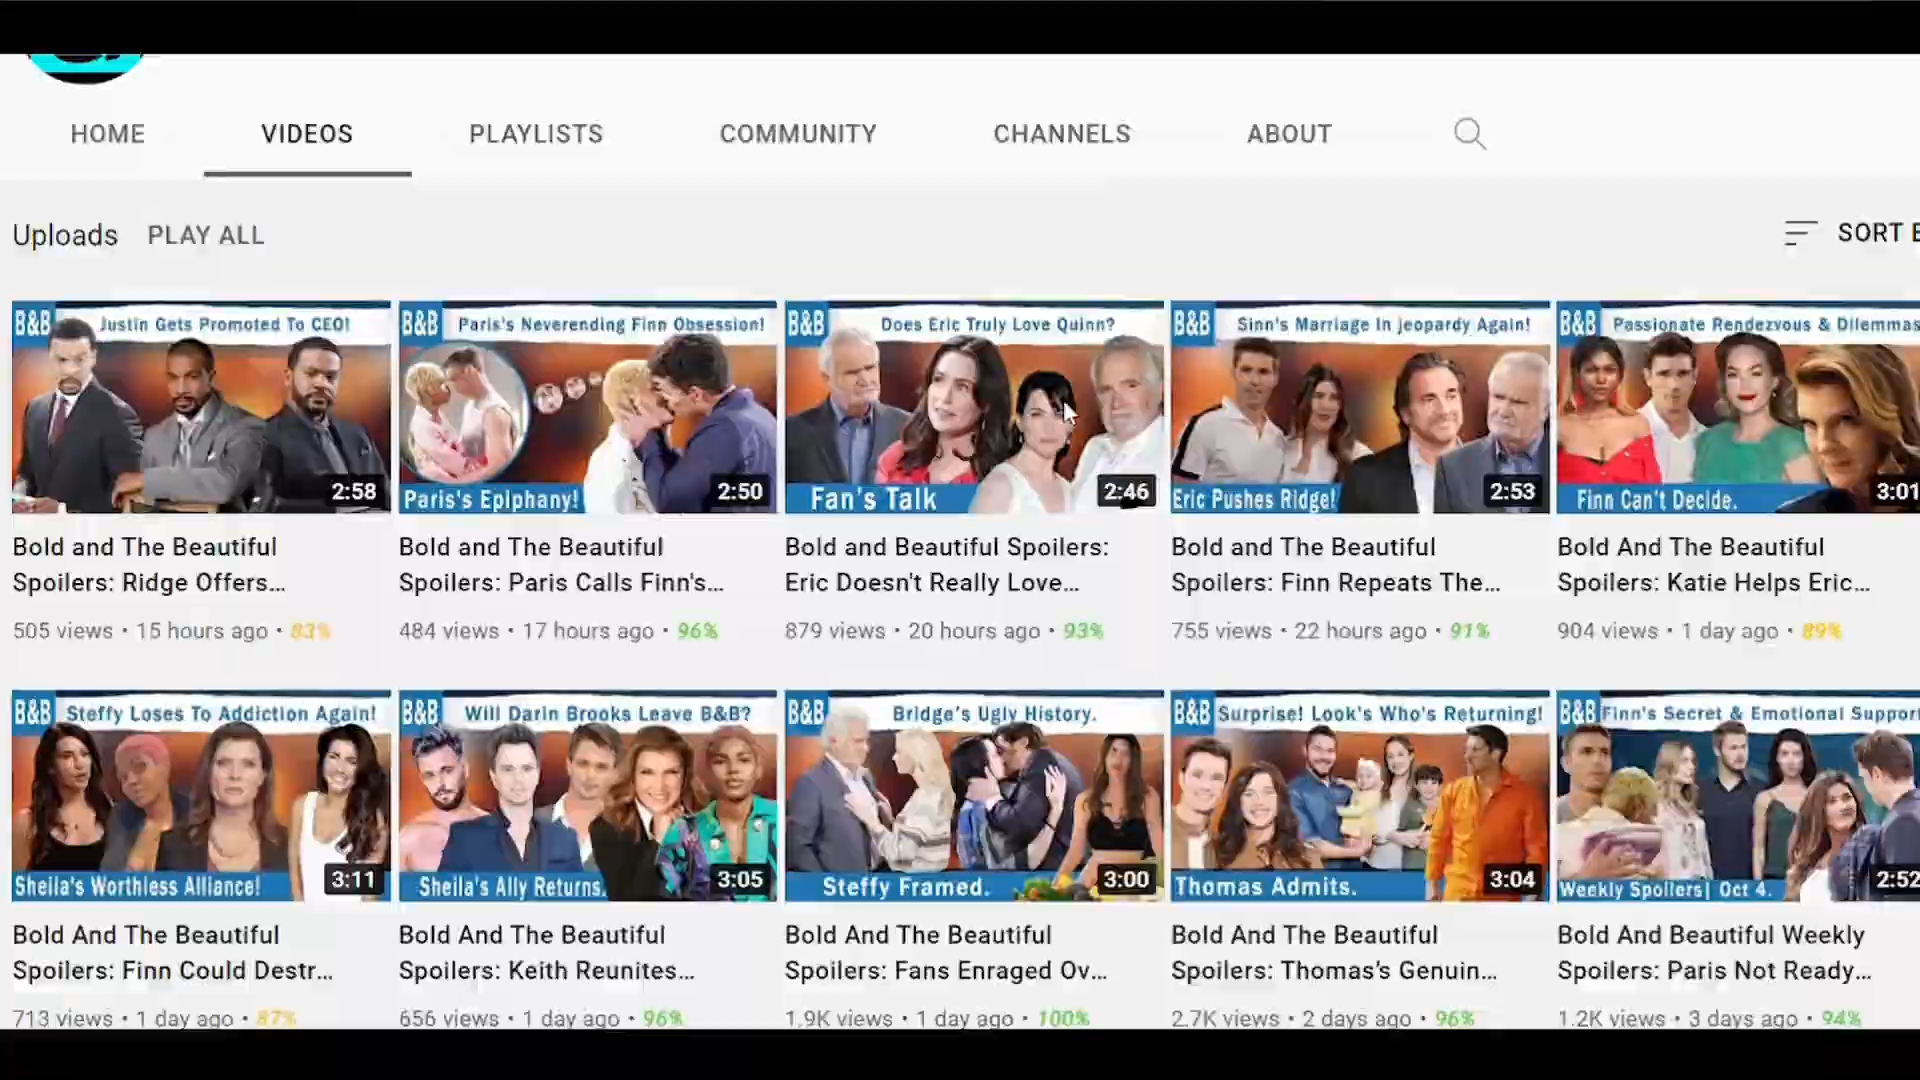 HOME VIDEOS PLAYLISTS COMMUNITY CHANNELS ABOUT
Uploads PLAY ALL SORT
B&B Justin Gets Promoted To CEO!
2:58
Bold and The Beautiful
Spoilers: Ridge Offers...
505 views • 15 hours ago • 83%
B&B Paris's Neverending Finn Obsession!
Paris's Epiphany! 2:50
Bold and The Beautiful
Spoilers: Paris Calls Finn's...
484 views • 17 hours ago • 96%
B&B Does Eric Truly Love Quinn?
Fan's Talk 2:46
Bold and Beautiful Spoilers:
Eric Doesn't Really Love...
879 views • 20 hours ago • 93%
B&B Sinn's Marriage In Jeopardy Again!
Eric Pushes Ridge! 2:53
Bold and The Beautiful
Spoilers: Finn Repeats The...
755 views • 22 hours ago • 91%
B&B Passionate Rendezvous & Dilemmas
Finn Can't Decide. 3:01
Bold And The Beautiful
Spoilers: Katie Helps Eric...
904 views • 1 day ago • 89%
B&B Steffy Loses To Addiction Again!
Sheila's Worthless Alliance! 3:11
Bold And The Beautiful
Spoilers: Finn Could Destr...
713 views • 1 day ago • 87%
B&B Will Darin Brooks Leave B&B?
Sheila's Ally Returns. 3:05
Bold And The Beautiful
Spoilers: Keith Reunites...
656 views • 1 day ago • 96%
B&B Bridge's Ugly History.
Steffy Framed. 3:00
Bold And The Beautiful
Spoilers: Fans Enraged Ov...
1.9K views • 1 day ago • 100%
B&B Surprise! Look's Who's Returning!
Thomas Admits. 3:04
Bold And The Beautiful
Spoilers: Thomas's Genuin...
2.7K views • 2 days ago • 96%
B&B Finn's Secret & Emotional Support
Weekly Spoilers| Oct 4. 2:52
Bold And Beautiful Weekly
Spoilers: Paris Not Ready...
1.2K views • 3 days ago • 94%